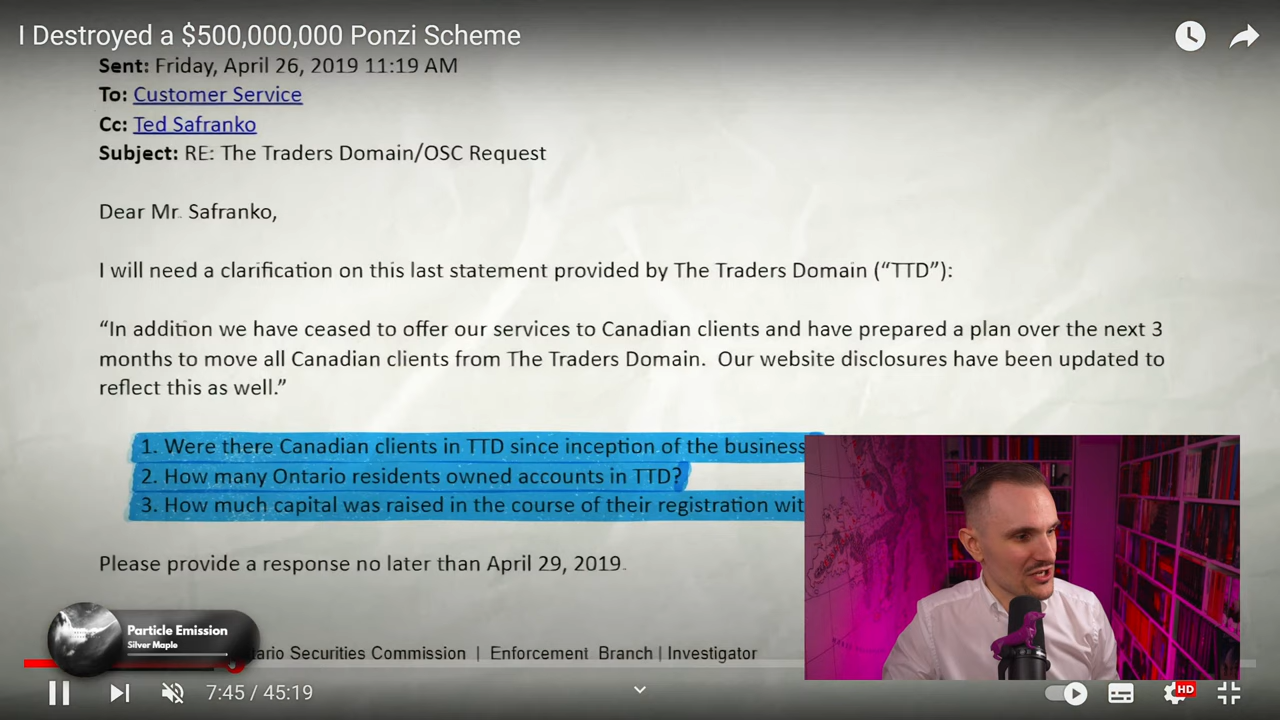 I Destroyed a $500,000,000 Ponzi Scheme
Sent: Friday, April 26, 2019 11:19 AM
To: Customer Service
Cc: Ted Safranko
Subject: RE: The Traders Domain/OSC Request
Dear Mr. Safranko,
I will need a clarification on this last statement provided by The Traders Domain (“TTD”):
“In addition we have ceased to offer our services to Canadian clients and have prepared a plan over the next 3
months to move all Canadian clients from The Traders Domain.  Our website disclosures have been updated to
reflect this as well.”
1. Were there Canadian clients in TTD since inception of the business
2. How many Ontario residents owned accounts in TTD?
3. How much capital was raised in the course of their registration wit
Please provide a response no later than April 29, 2019.
Particle Emission
Silver Maple
tario Securities Commission | Enforcement Branch | Investigator
7:45 / 45:19
HD